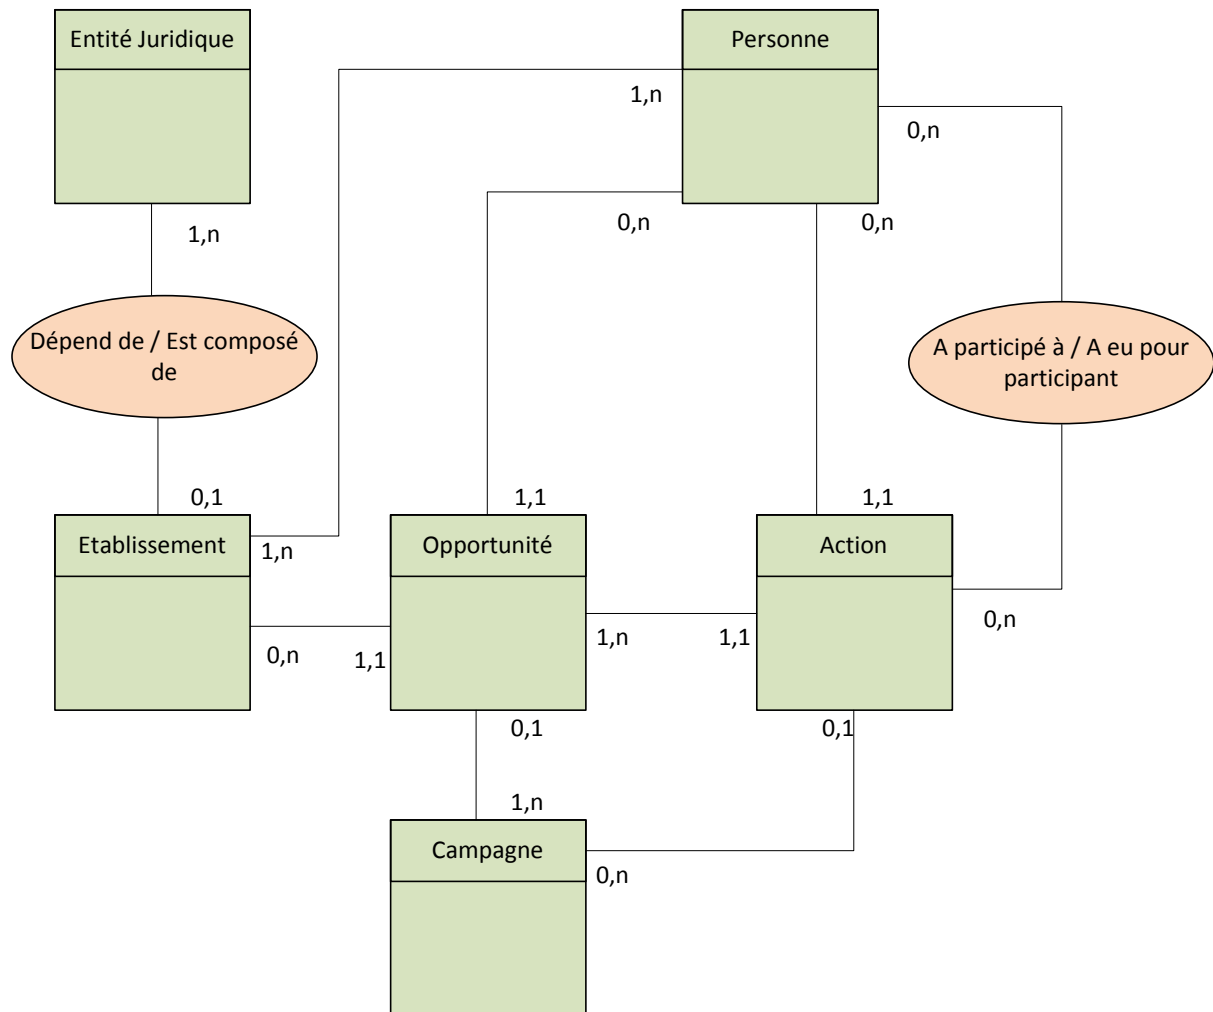 Entité Juridique
Personne
1,n
0,n
0,n
0,n
1,n
Dépend de / Est composé
de
A participé à / A eu pour
participant
0,1
1,1
1,1
Etablissement
1,n
Opportunité
Action
0,n
1,1
1,n
1,1
0,n
0,1
0,1
1,n
Campagne
0,n